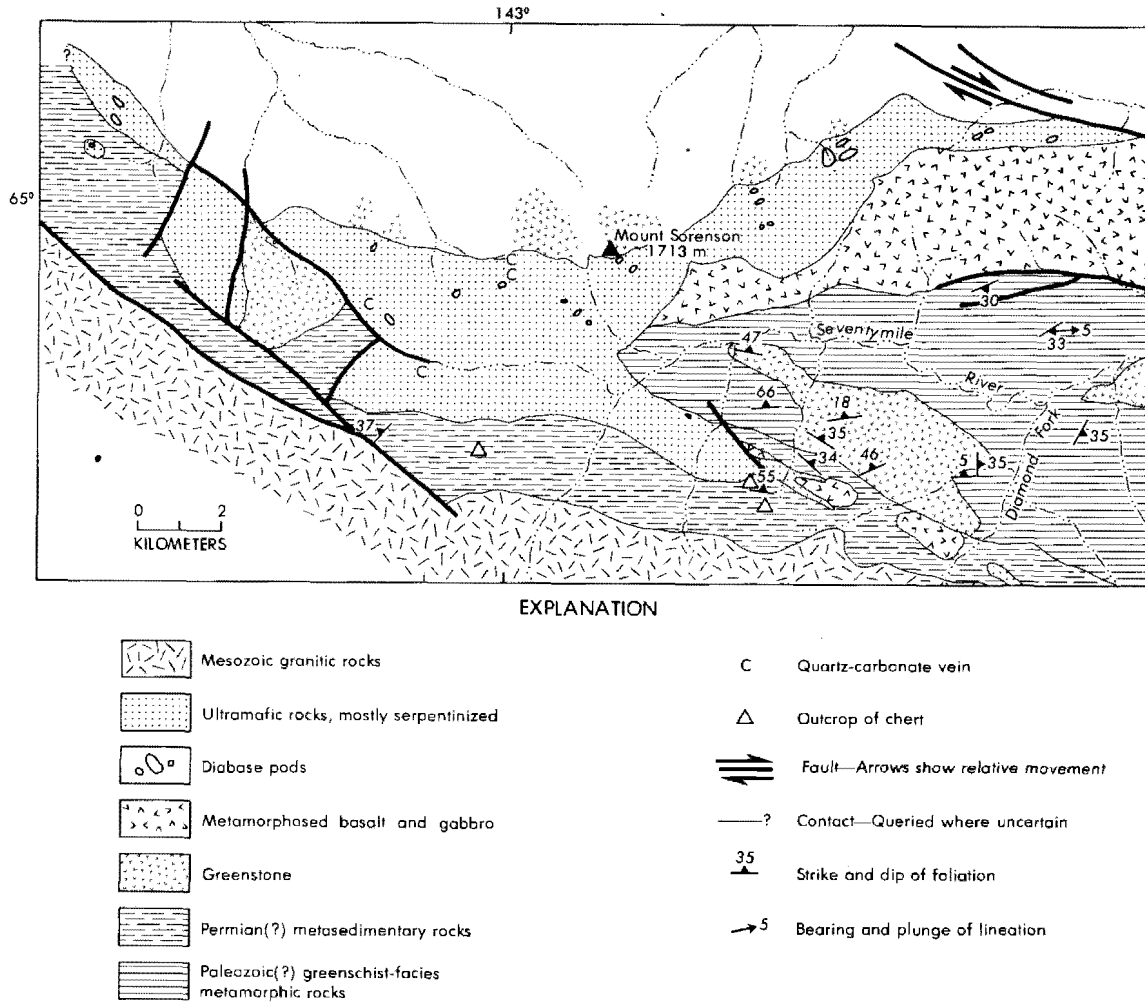 143°
65°
?
Mount Sorenson
1713 m
C
C
C
C
30
5
33
Seventymile
River
47
66
18
35
34
46
55
5
35
35
37
Diamond
Fork
0 2
KILOMETERS
EXPLANATION
Mesozoic granitic rocks
Ultramafic rocks, mostly serpentinized
Diabase pods
Metamorphosed basalt and gabbro
Greenstone
Permian(?) metasedimentary rocks
Paleozoic(?) greenschist-facies
metamorphic rocks
C Quartz-carbonate vein
Outcrop of chert
Fault—Arrows show relative movement
? Contact—Queried where uncertain
35
Strike and dip of foliation
5 Bearing and plunge of lineation